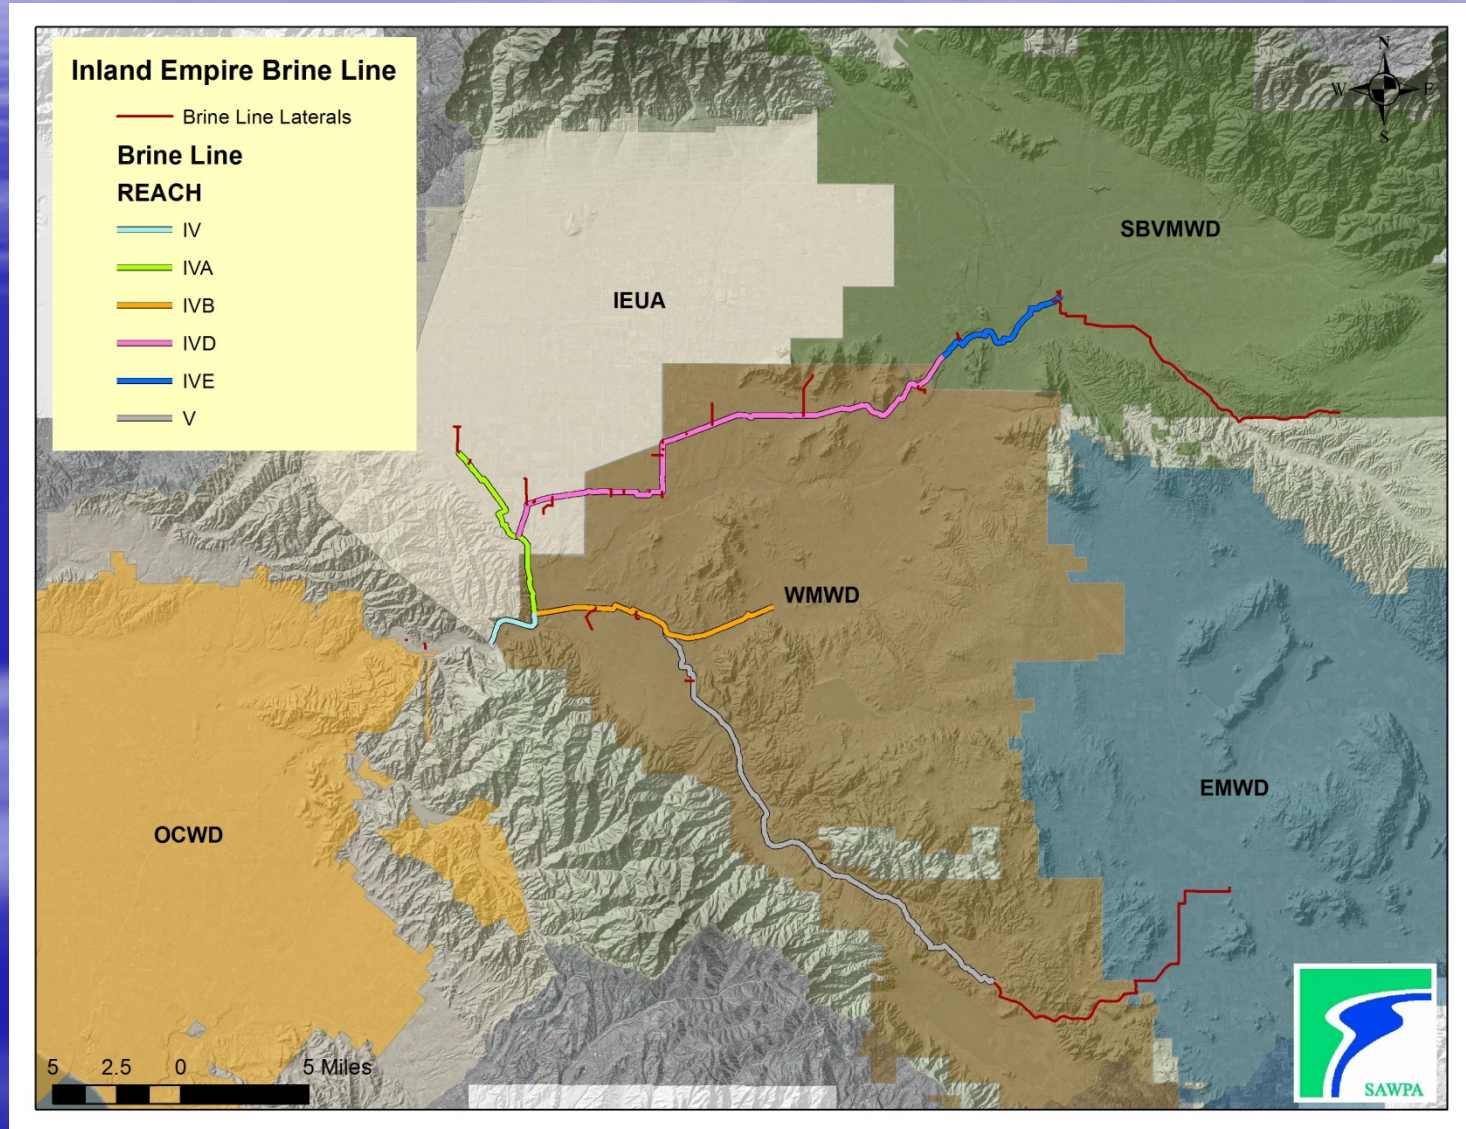 Inland Empire Brine Line
Brine Line Laterals
Brine Line
REACH
IV
IVA
IVB
IVD
IVE
V
N
W E
S
SBVMWD
IEUA
WMWD
EMWD
OCWD
5 2.5 0 5 Miles
SAWPA